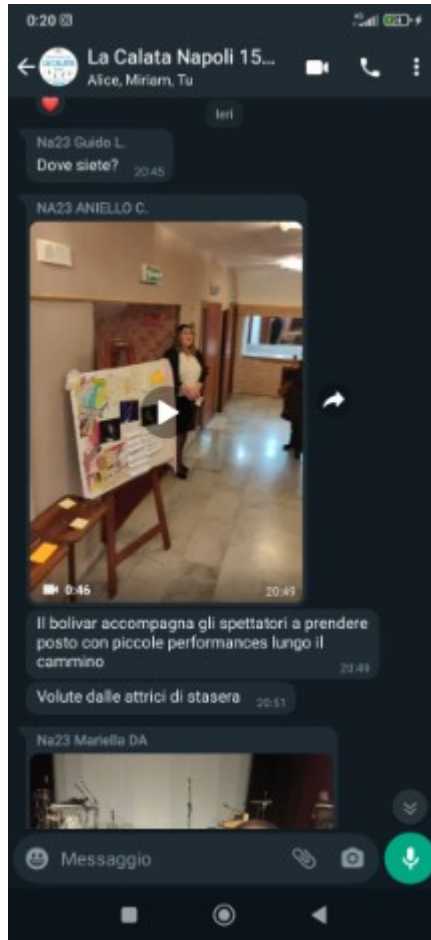 0:20
La Calata Napoli 15...
Alice, Miriam, Tu
Ieri
Na23 Guido L.
Dove siete?
20:45
NA23 ANIELLO C.
0:46
20:49
Il bolivar accompagna gli spettatori a prendere
posto con piccole performances lungo il
cammino
20:49
Volute dalle attrici di stasera
20:51
Na23 Mariella DA
Messaggio